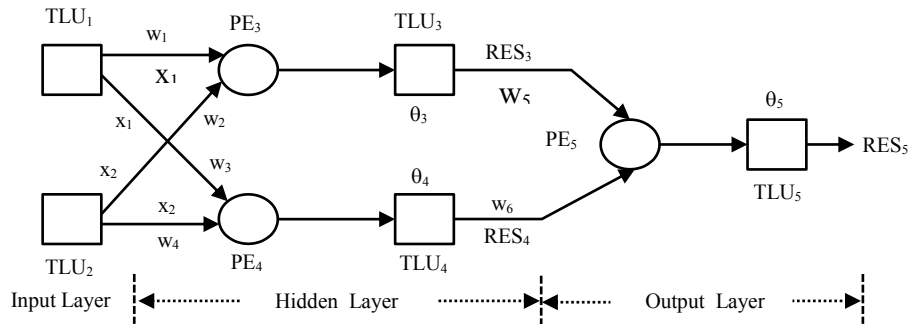 TLU₁
w₁
PE₃
TLU₃
RES₃
X₁
W₅
θ₃
θ₅
x₁
w₂
PE₅
RES₅
x₂
w₃
θ₄
TLU₅
x₂
w₆
w₄
RES₄
TLU₂
PE₄
TLU₄
Input Layer
Hidden Layer
Output Layer